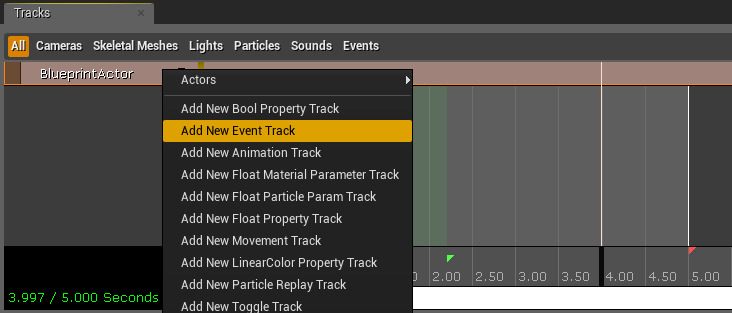 Tracks ×
All Cameras Skeletal Meshes Lights Particles Sounds Events
BlueprintActor
Actors
Add New Bool Property Track
Add New Event Track
Add New Animation Track
Add New Float Material Parameter Track
Add New Float Particle Param Track
Add New Float Property Track
Add New Movement Track
Add New LinearColor Property Track
Add New Particle Replay Track
Add New Toggle Track
2.00 2.50 3.00 3.50 4.00 4.50 5.00
3.997 / 5.000 Seconds